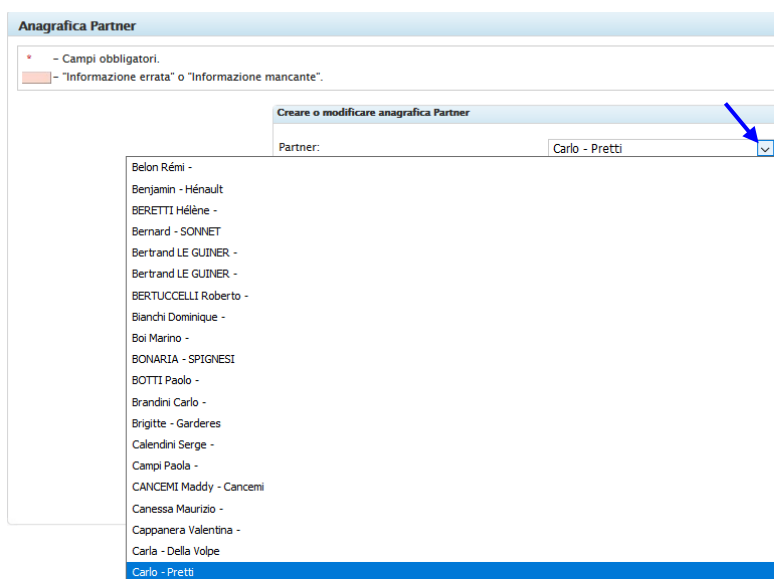 Anagrafica Partner
* – Campi obbligatori.
– "Informazione errata" o "Informazione mancante".
Creare o modificare anagrafica Partner
Partner: Carlo - Pretti
Belon Rémi -
Benjamin - Hénault
BERETTI Hélène -
Bernard - SONNET
Bertrand LE GUINER -
Bertrand LE GUINER -
BERTUCCELLI Roberto -
Bianchi Dominique -
Boi Marino -
BONARIA - SPIGNESI
BOTTI Paolo -
Brandini Carlo -
Brigitte - Garderes
Calendini Serge -
Campi Paola -
CANCEMI Maddy - Cancemi
Canessa Maurizio -
Cappanera Valentina -
Carla - Della Volpe
Carlo - Pretti